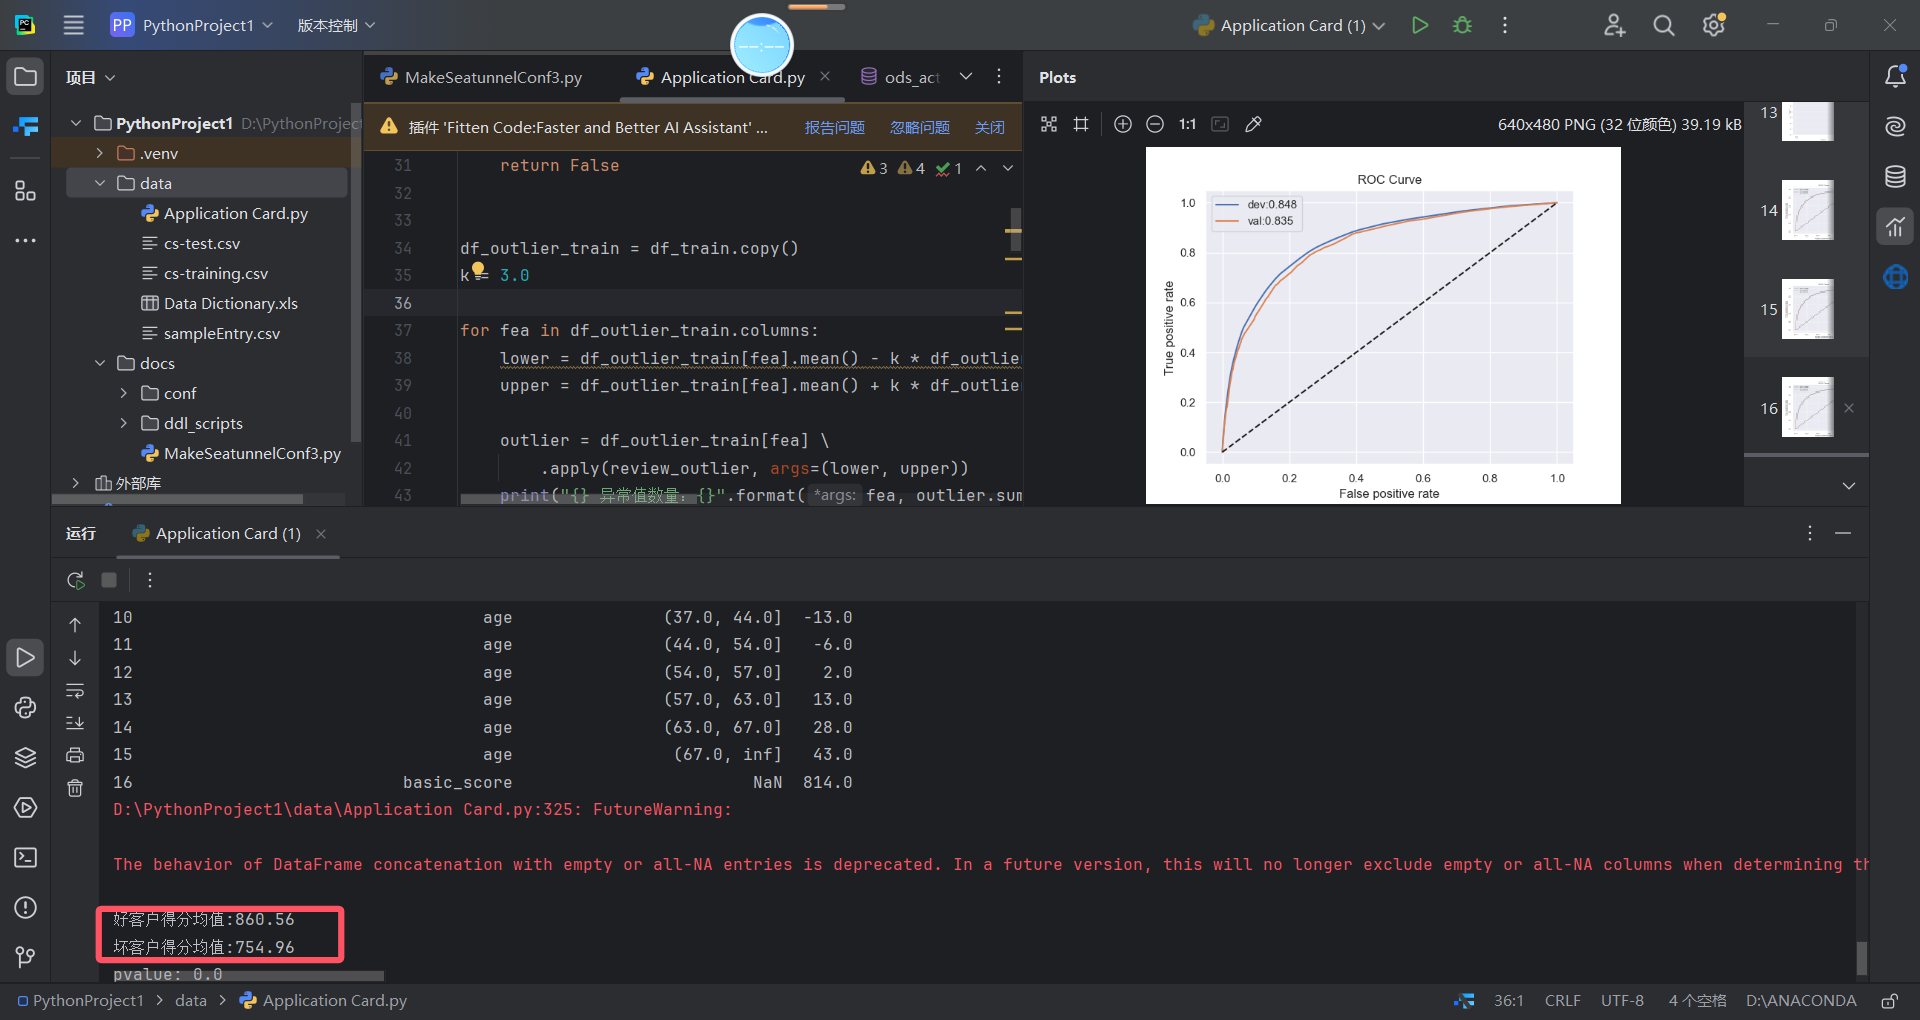 PP PythonProject1 版本控制
Application Card (1)
项目
PythonProject1 D:\PythonProjec
.venv
data
Application Card.py
cs-test.csv
cs-training.csv
Data Dictionary.xls
sampleEntry.csv
docs
conf
ddl_scripts
MakeSeatunnelConf3.py
外部库
MakeSeatunnelConf3.py
Application Card.py
ods_act
插件 'Fitten Code:Faster and Better AI Assistant' ... 报告问题 忽略问题 关闭
3 4 1
31 return False
32
33
34 df_outlier_train = df_train.copy()
35 k = 3.0
36
37 for fea in df_outlier_train.columns:
38 lower = df_outlier_train[fea].mean() - k * df_outlie
39 upper = df_outlier_train[fea].mean() + k * df_outlie
40
41 outlier = df_outlier_train[fea] \
42 .apply(review_outlier, args=(lower, upper))
43 print("{} 异常值数量: {}".format( *args: fea, outlier.sum
Plots
1:1
640x480 PNG (32 位颜色) 39.19 kB
ROC Curve
dev:0.848
val:0.835
True positive rate
1.0
0.8
0.6
0.4
0.2
0.0
0.0 0.2 0.4 0.6 0.8 1.0
False positive rate
13
14
15
16
运行 Application Card (1)
10 age (37.0, 44.0] -13.0
11 age (44.0, 54.0] -6.0
12 age (54.0, 57.0] 2.0
13 age (57.0, 63.0] 13.0
14 age (63.0, 67.0] 28.0
15 age (67.0, inf] 43.0
16 basic_score NaN 814.0
D:\PythonProject1\data\Application Card.py:325: FutureWarning:
The behavior of DataFrame concatenation with empty or all-NA entries is deprecated. In a future version, this will no longer exclude empty or all-NA columns when determining th
好客户得分均值:860.56
坏客户得分均值:754.96
pvalue: 0.0
PythonProject1 > data > Application Card.py
36:1 CRLF UTF-8 4 个空格 D:\ANACONDA